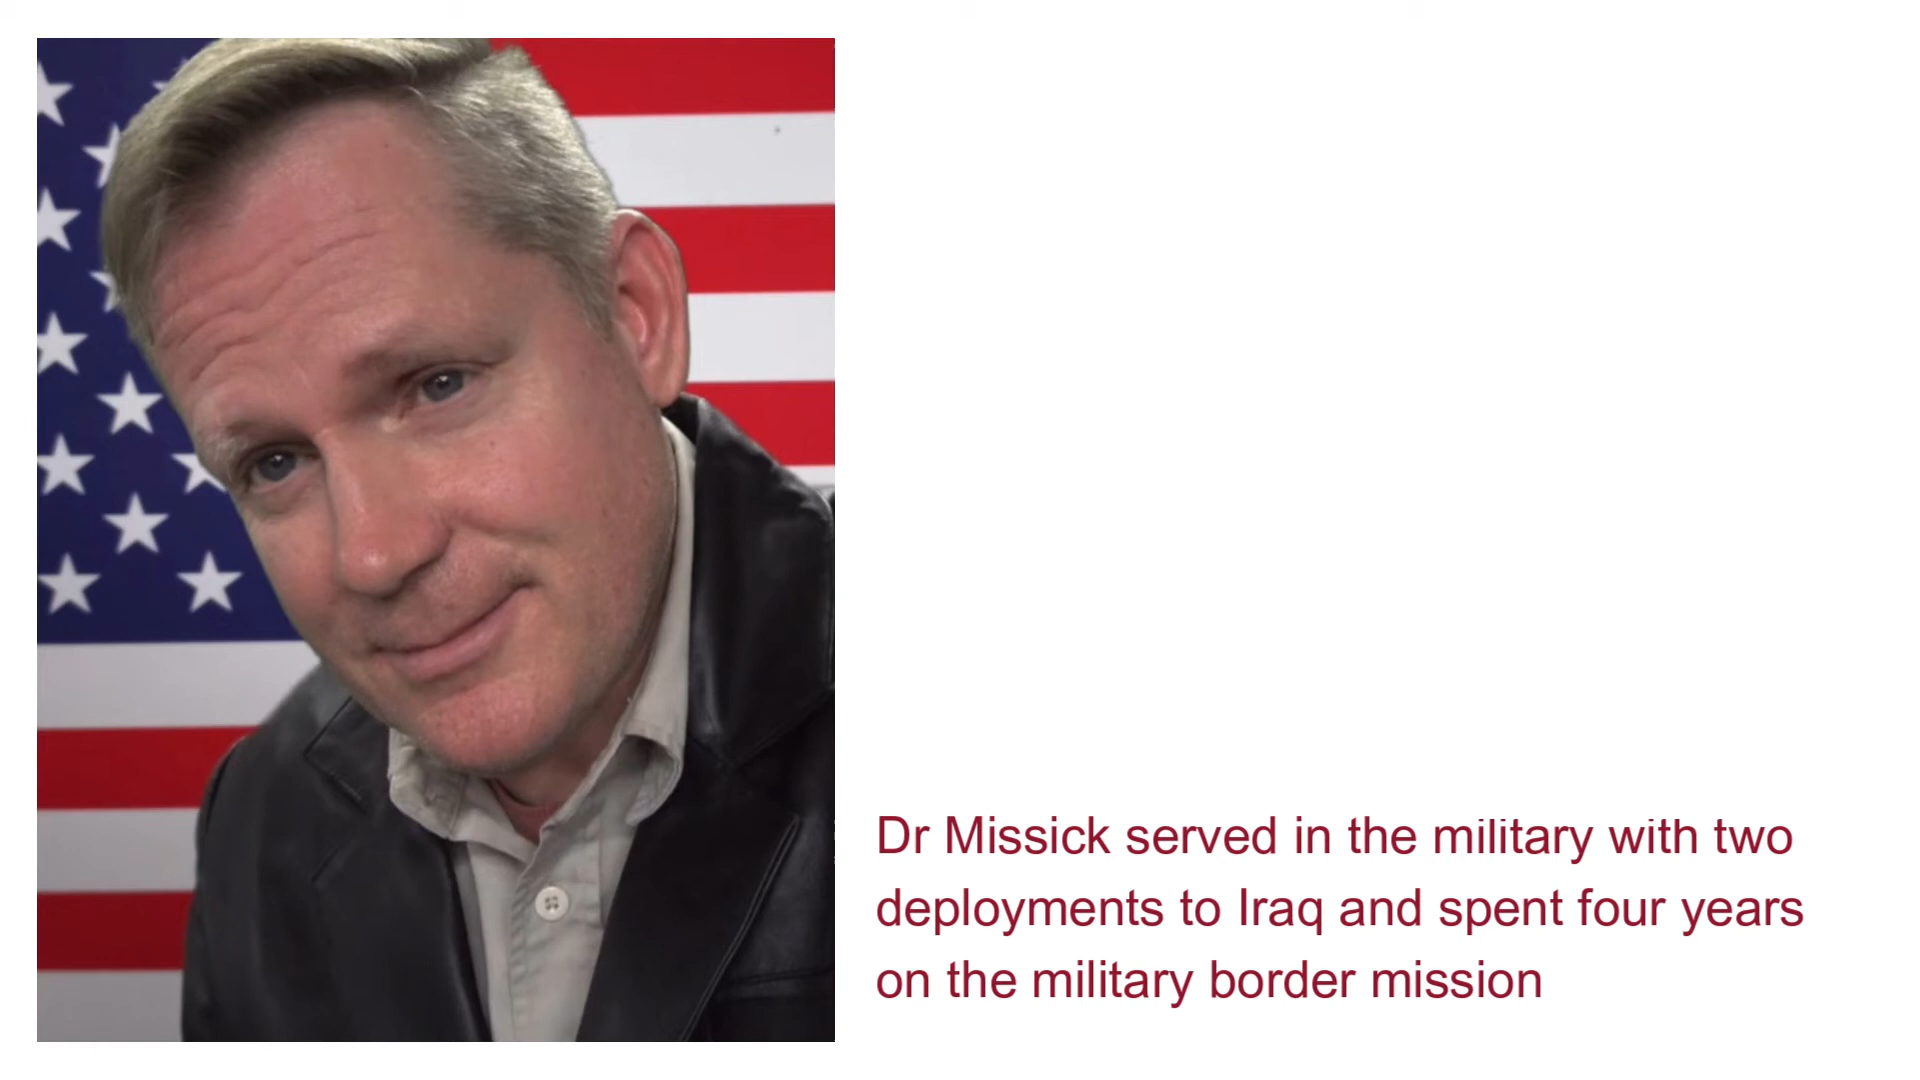 Dr Missick served in the military with two
deployments to Iraq and spent four years
on the military border mission